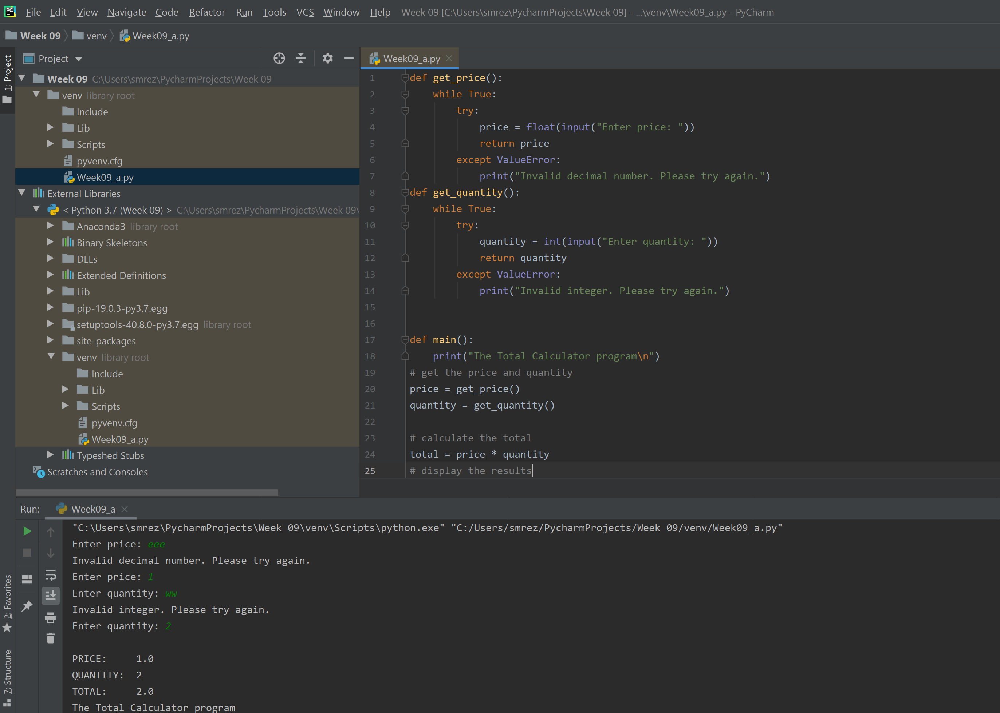 File Edit View Navigate Code Refactor Run Tools VCS Window Help Week 09 [C:\Users\smrez\PycharmProjects\Week 09] - ...\venv\Week09_a.py - PyCharm
Week 09 venv Week09_a.py
1: Project
Project
Week 09 C:\Users\smrez\PycharmProjects\Week 09
venv library root
Include
Lib
Scripts
pyvenv.cfg
Week09_a.py
External Libraries
< Python 3.7 (Week 09) > C:\Users\smrez\PycharmProjects\Week 09\
Anaconda3 library root
Binary Skeletons
DLLs
Extended Definitions
Lib
pip-19.0.3-py3.7.egg
setuptools-40.8.0-py3.7.egg library root
site-packages
venv library root
Include
Lib
Scripts
pyvenv.cfg
Week09_a.py
Typeshed Stubs
Scratches and Consoles
Week09_a.py
1 def get_price():
2     while True:
3         try:
4             price = float(input("Enter price: "))
5             return price
6         except ValueError:
7             print("Invalid decimal number. Please try again.")
8 def get_quantity():
9     while True:
10         try:
11             quantity = int(input("Enter quantity: "))
12             return quantity
13         except ValueError:
14             print("Invalid integer. Please try again.")
15
16
17 def main():
18     print("The Total Calculator program\n")
19 # get the price and quantity
20 price = get_price()
21 quantity = get_quantity()
22
23 # calculate the total
24 total = price * quantity
25 # display the results
Run: Week09_a
"C:\Users\smrez\PycharmProjects\Week 09\venv\Scripts\python.exe" "C:/Users/smrez/PycharmProjects/Week 09/venv/Week09_a.py"
Enter price: eee
Invalid decimal number. Please try again.
Enter price: 1
Enter quantity: ww
Invalid integer. Please try again.
Enter quantity: 2
PRICE:     1.0
QUANTITY:  2
TOTAL:     2.0
The Total Calculator program
2: Favorites
7: Structure